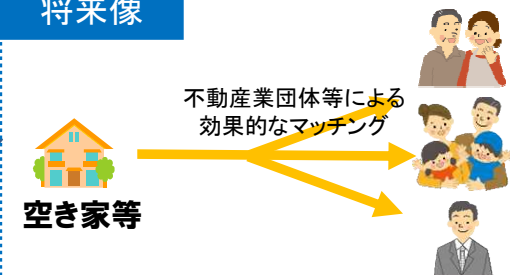 将来像
不動産業団体等による
効果的なマッチング
空き家等